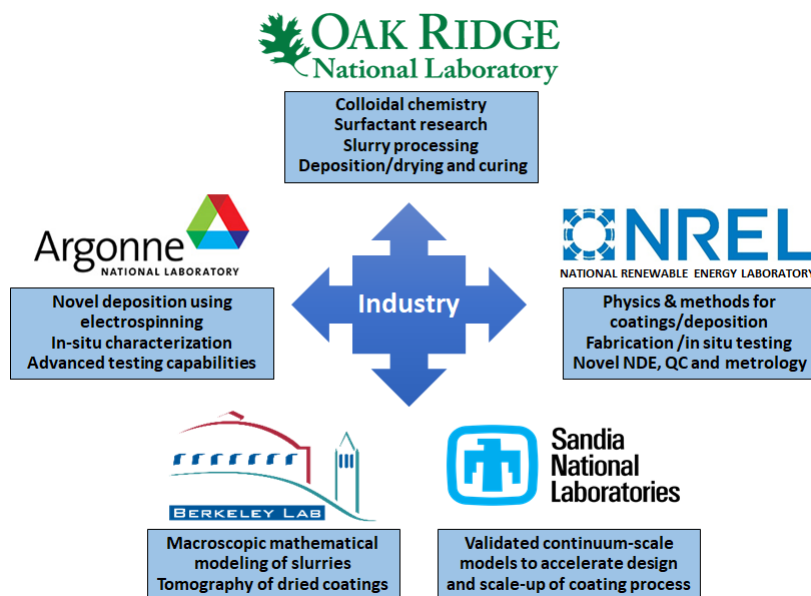 OAK RIDGE
National Laboratory
Colloidal chemistry
Surfactant research
Slurry processing
Deposition/drying and curing
Argonne
NATIONAL LABORATORY
NREL
NATIONAL RENEWABLE ENERGY LABORATORY
Industry
Novel deposition using
electrospinning
In-situ characterization
Advanced testing capabilities
Physics & methods for
coatings/deposition
Fabrication /in situ testing
Novel NDE, QC and metrology
BERKELEY LAB
Sandia
National
Laboratories
Macroscopic mathematical
modeling of slurries
Tomography of dried coatings
Validated continuum-scale
models to accelerate design
and scale-up of coating process